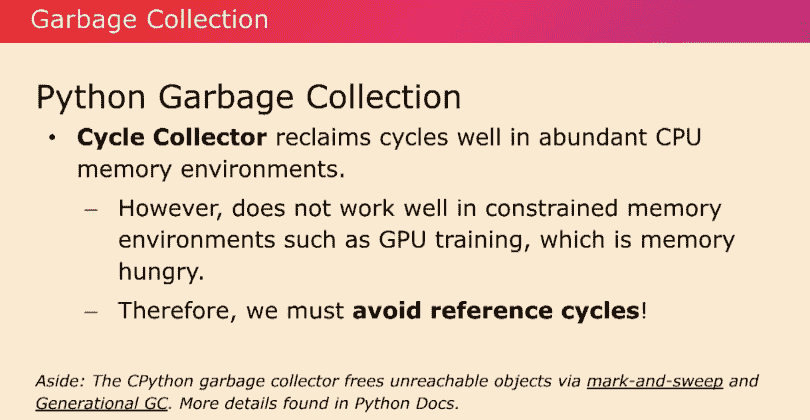 Garbage Collection
Python Garbage Collection
• Cycle Collector reclaims cycles well in abundant CPU
memory environments.
– However, does not work well in constrained memory
environments such as GPU training, which is memory
hungry.
– Therefore, we must avoid reference cycles!
Aside: The CPython garbage collector frees unreachable objects via mark-and-sweep and
Generational GC. More details found in Python Docs.